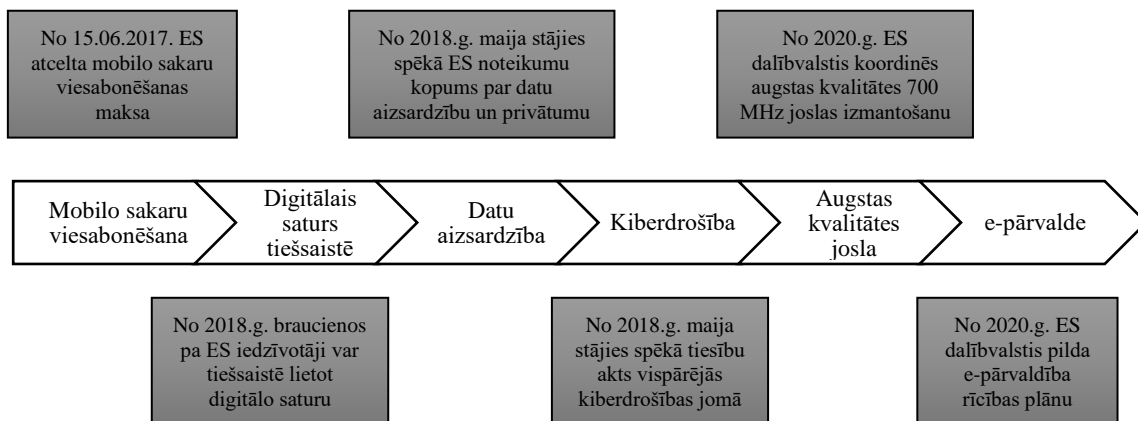 No 15.06.2017. ES
atcelta mobilo sakaru
viesabonēšanas
maksa
No 2018.g. maija stājies
spēkā ES noteikumu
kopums par datu
aizsardzību un privātumu
No 2020.g. ES
dalībvalstis koordinēs
augstas kvalitātes 700
MHz joslas izmantošanu
Mobilo sakaru
viesabonēšana
Digitālais
saturs
tiešsaistē
Datu
aizsardzība
Kiberdrošība
Augstas
kvalitātes
josla
e-pārvalde
No 2018.g. braucienos
pa ES iedzīvotāji var
tiešsaistē lietot
digitālo saturu
No 2018.g. maija
stājies spēkā tiesību
akts vispārējās
kiberdrošības jomā
No 2020.g. ES
dalībvalstis pilda
e-pārvaldība
rīcības plānu